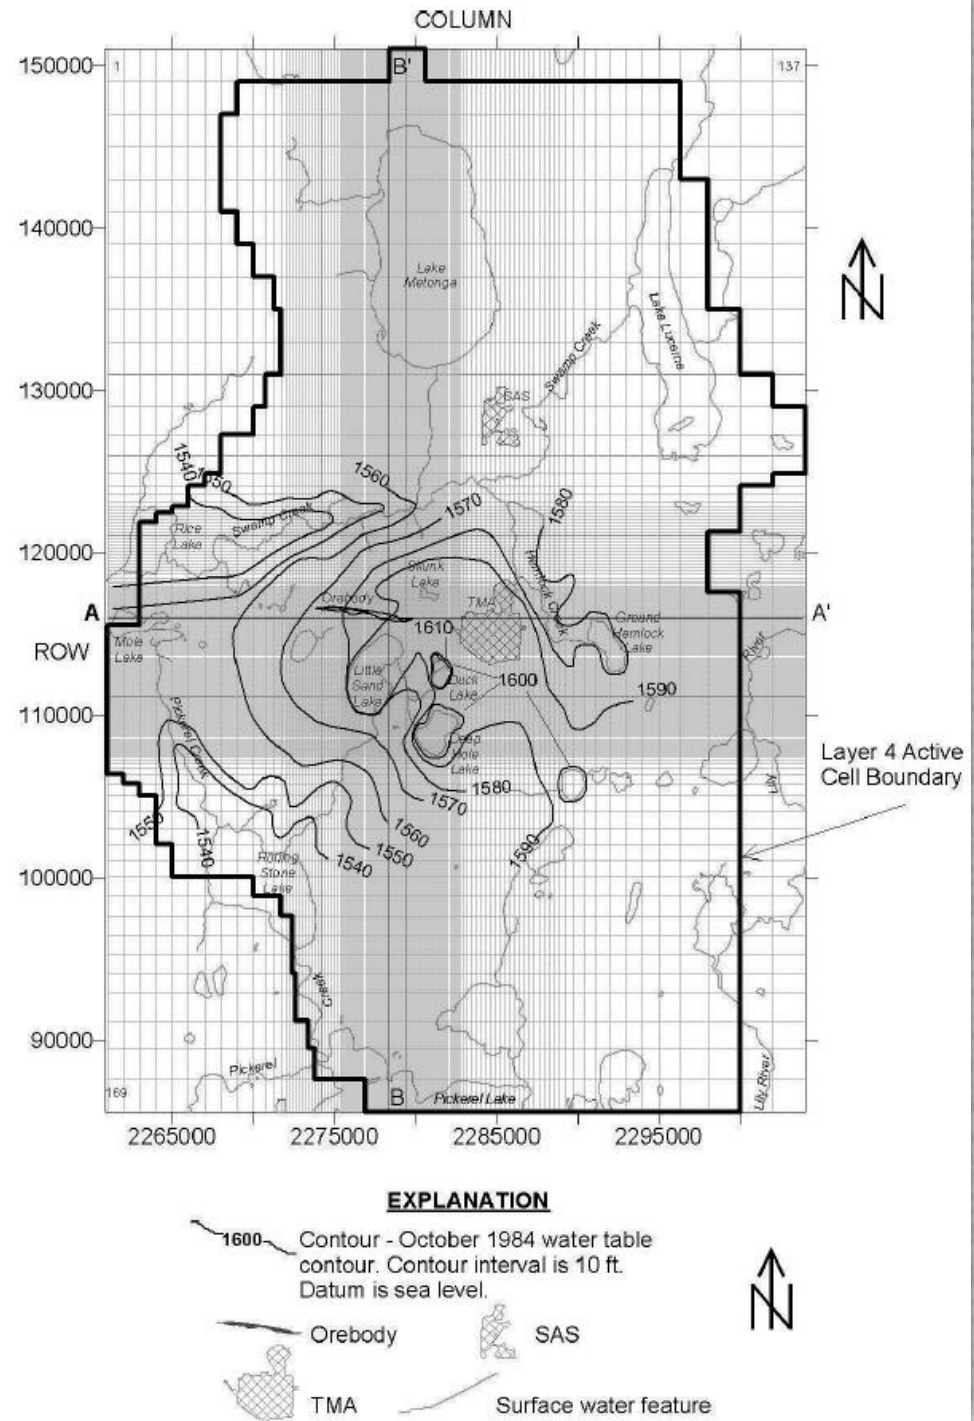 COLUMN
150000
1
B'
137
140000
Lake
Metonga
Lake Lucerne
Swamp Creek
130000
SAS
1540
1550
1560
1570
1580
Swamp Creek
Rice
Lake
120000
Skunk
Lake
Hemlock Creek
Orebody
TMA
A
A'
1610
Ground
Hemlock
Lake
ROW
Mole
Lake
River
Little
Sand
Lake
Duck
Lake
1600
1590
110000
Pickerel Creek
Deep
Hole
Lake
Lily
Layer 4 Active
Cell Boundary
1580
1570
1560
1550
1540
1550
1540
1590
Rolling
Stone
Lake
100000
Creek
90000
Pickerel
169
B
Pickerel Lake
Lily River
2265000
2275000
2285000
2295000
EXPLANATION
1600
Contour - October 1984 water table
contour. Contour interval is 10 ft.
Datum is sea level.
Orebody
SAS
TMA
Surface water feature
N
N